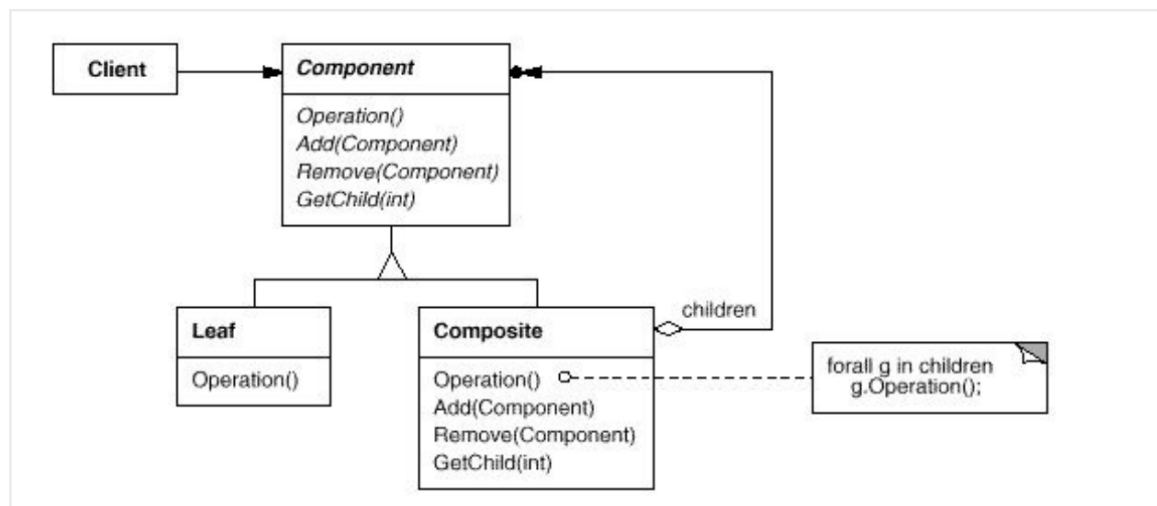 Client
Component
Operation()
Add(Component)
Remove(Component)
GetChild(int)
children
Leaf
Operation()
Composite
Operation()
Add(Component)
Remove(Component)
GetChild(int)
forall g in children
g.Operation();